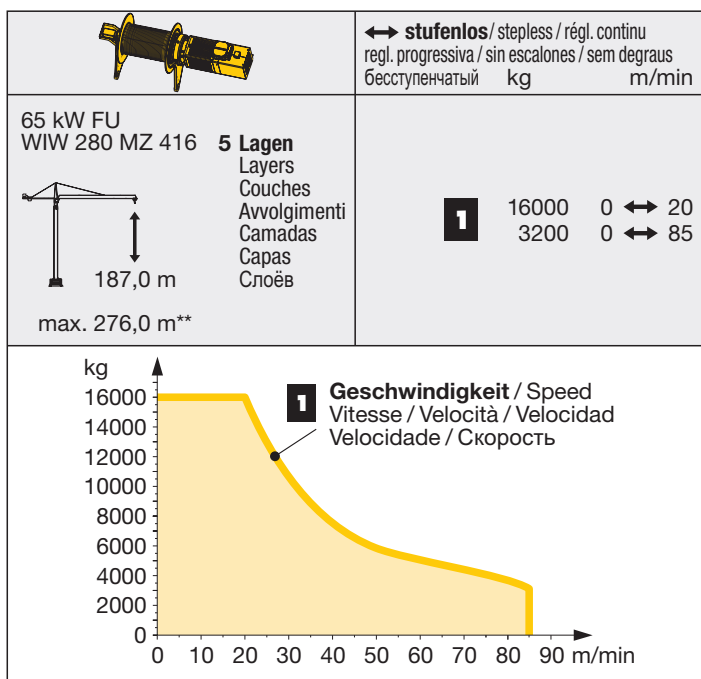 ↔ stufenlos / stepless / régl. continu
regl. progressiva / sin escalones / sem degraus
бесступенчатый kg m/min
65 kW FU
WIW 280 MZ 416
5 Lagen
Layers
Couches
Avvolgimenti
Camadas
Capas
Слоёв
187,0 m
max. 276,0 m**
1
16000 0 ↔ 20
3200 0 ↔ 85
kg
16000
14000
12000
10000
8000
6000
4000
2000
0
1 Geschwindigkeit / Speed
Vitesse / Velocità / Velocidad
Velocidade / Скорость
0 10 20 30 40 50 60 70 80 90 m/min